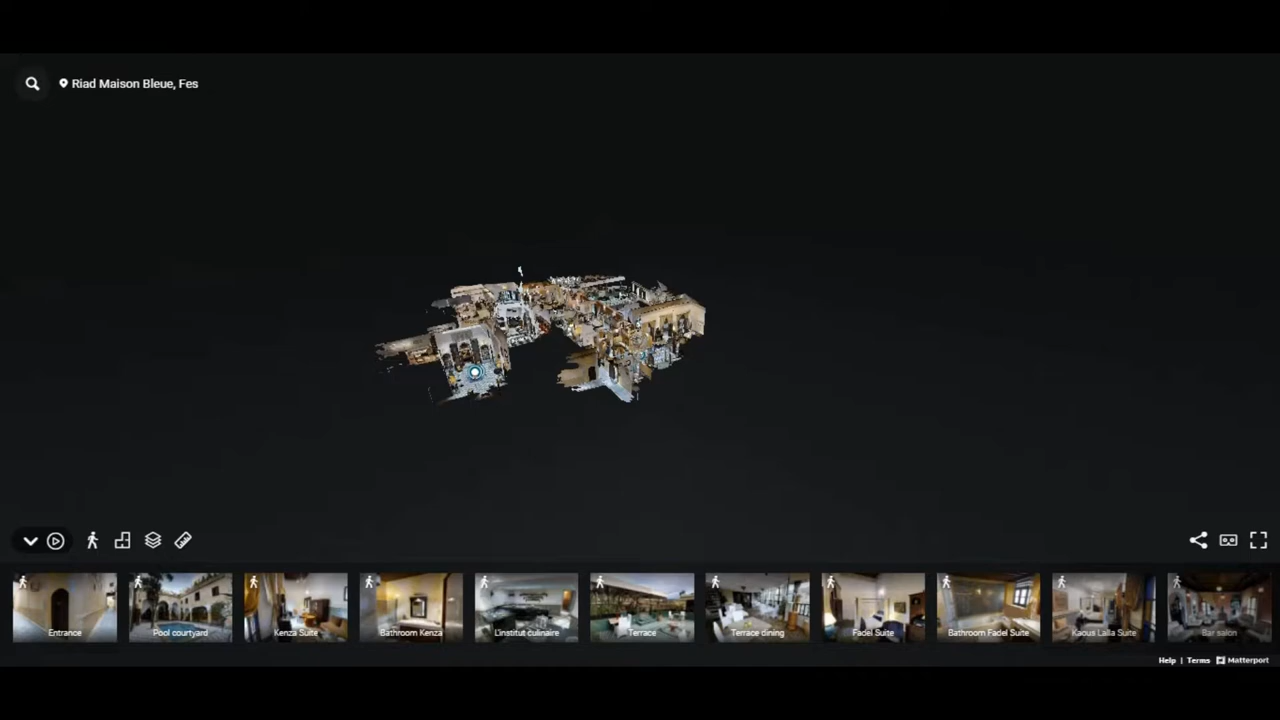 Riad Maison Bleue, Fes
Entrance
Pool courtyard
Kenza Suite
Bathroom Kenza
L'institut culinaire
Terrace
Terrace dining
Fadel Suite
Bathroom Fadel Suite
Kaous Lalla Suite
Bar salon
Help | Terms Matterport